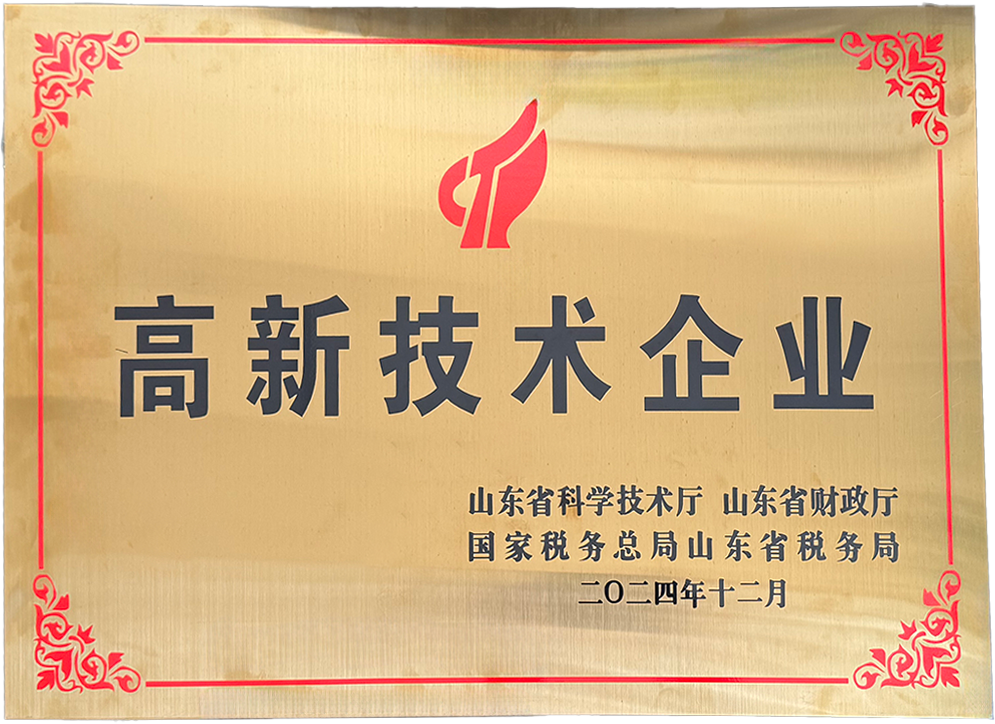 高新技术企业
山东省科学技术厅 山东省财政厅
国家税务总局山东省税务局
二〇二四年十二月